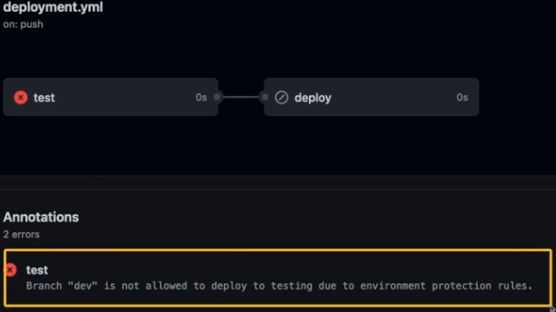 deployment.yml
on: push
test 0s
deploy 0s
Annotations
2 errors
test
Branch "dev" is not allowed to deploy to testing due to environment protection rules.